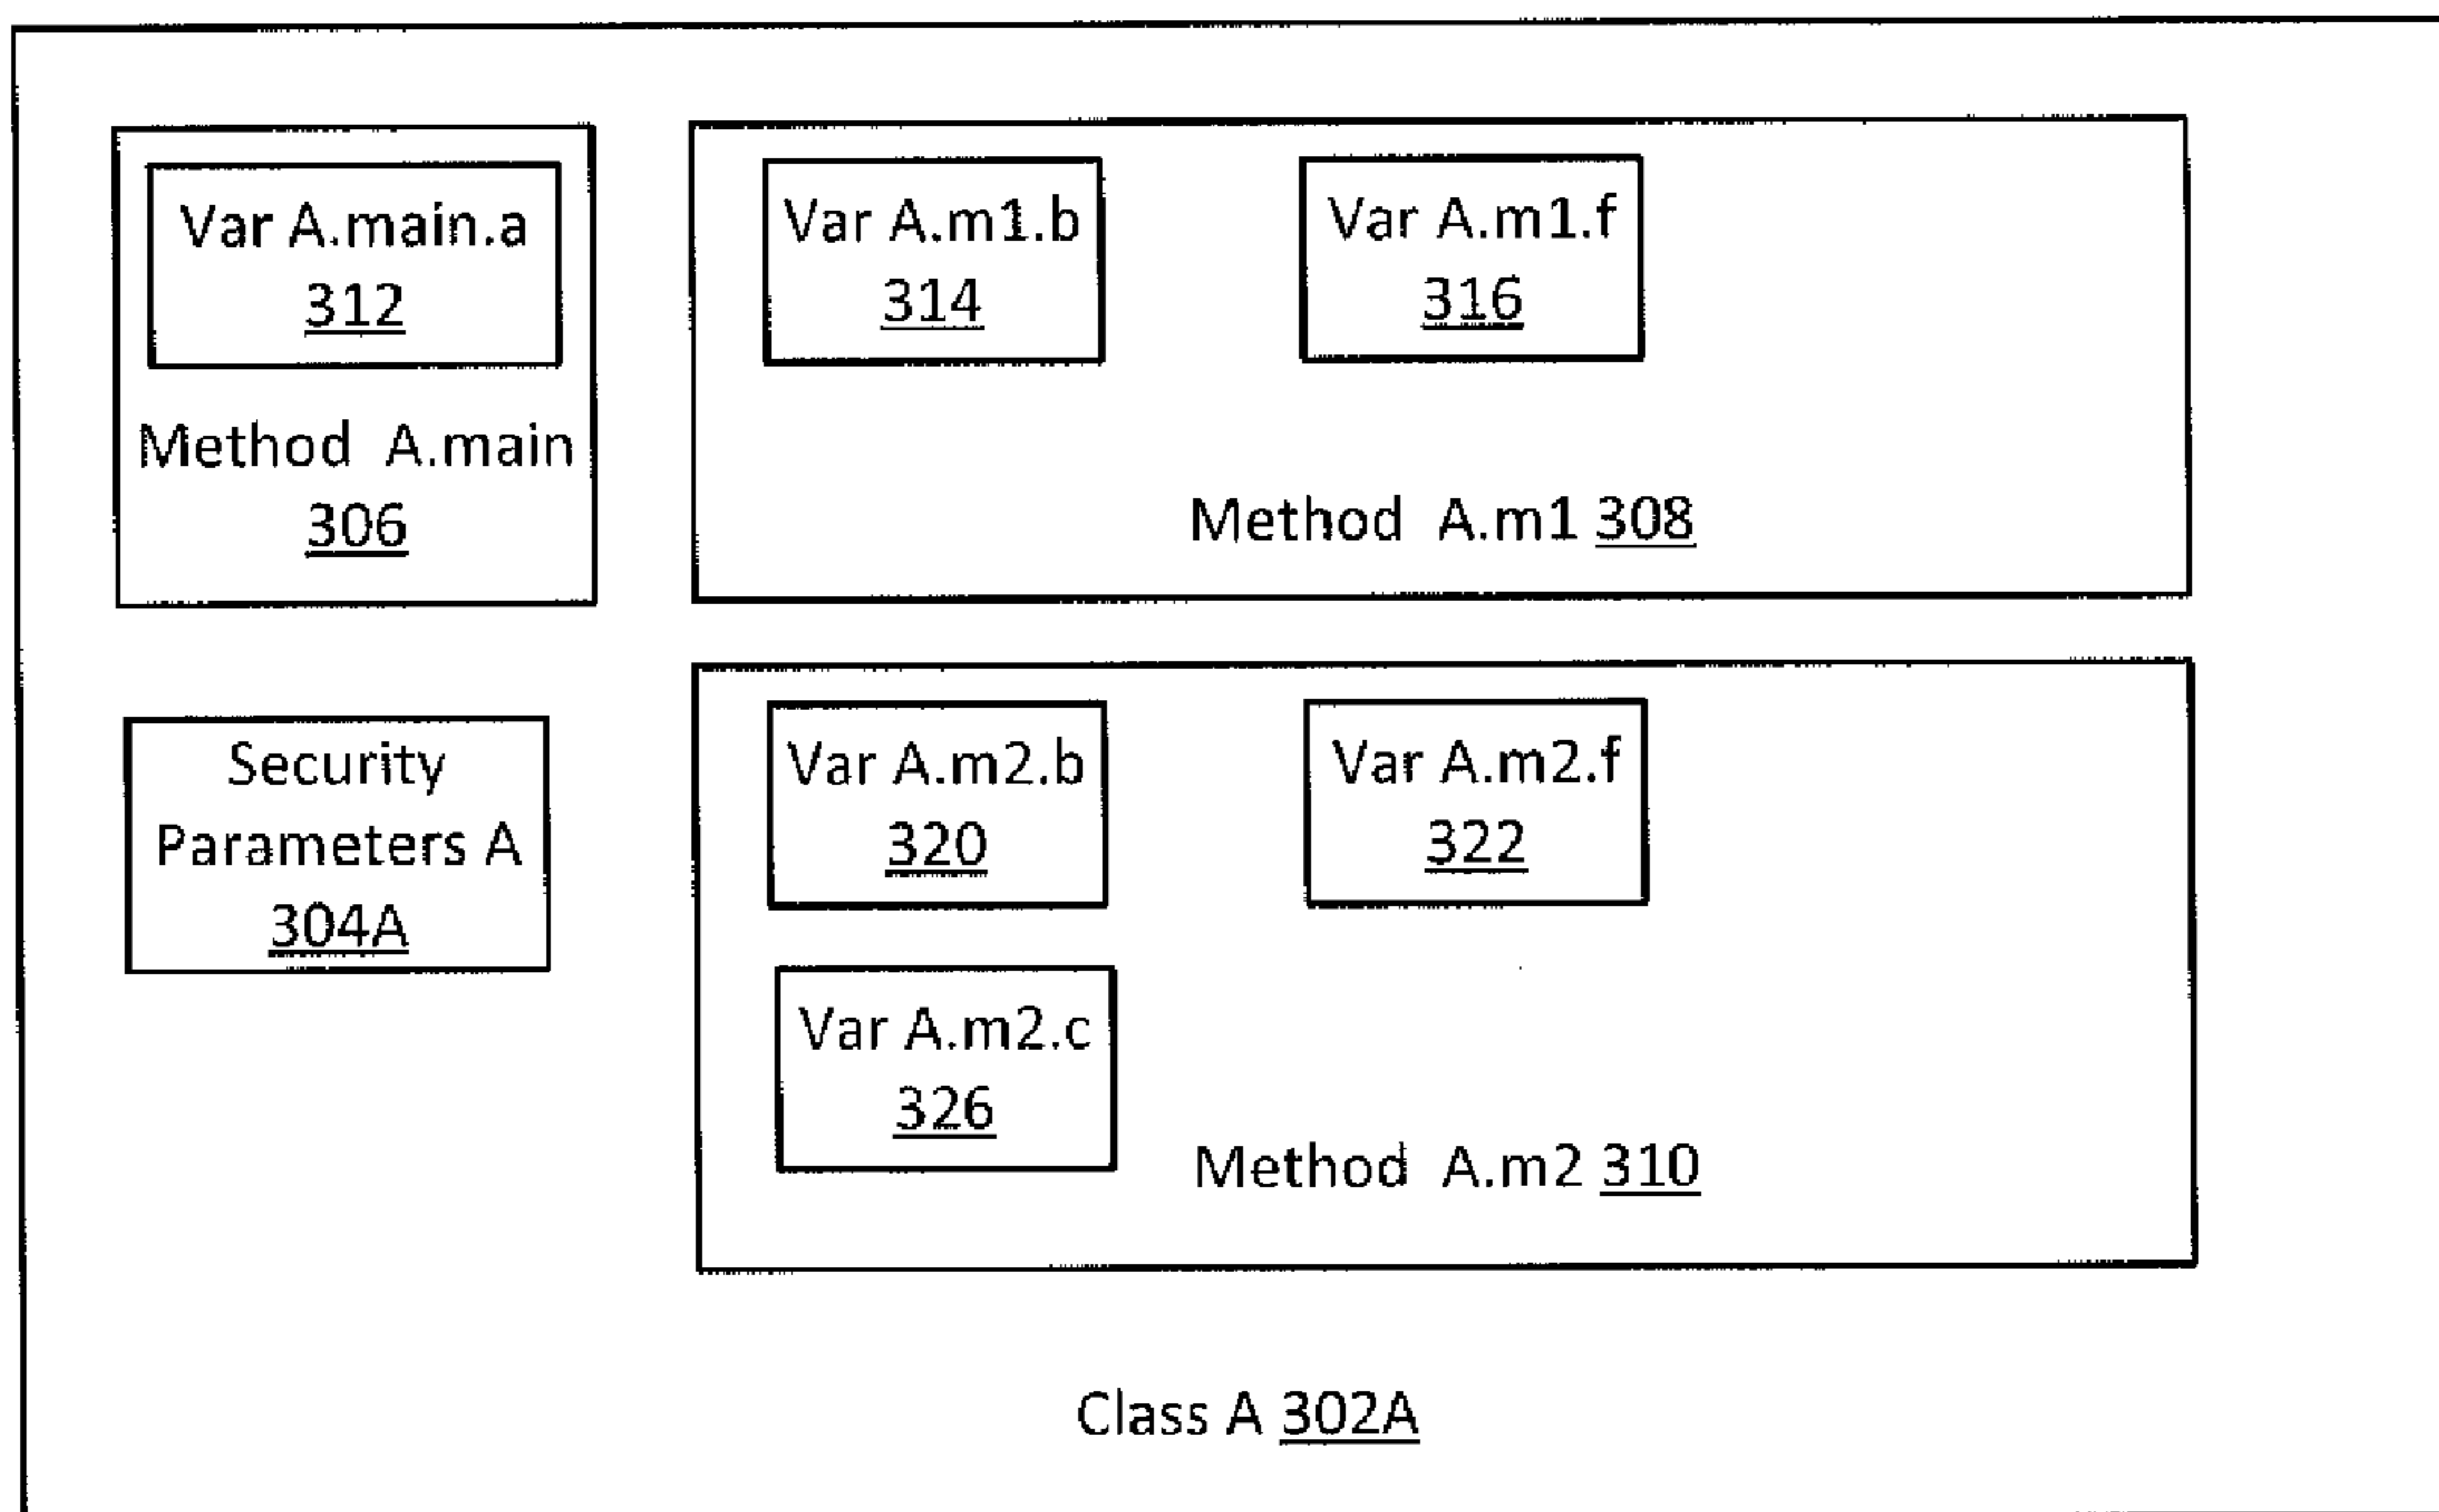 Var A.main.a
312
Method A.main
306
Var A.m1.b
314
Var A.m1.f
316
Method A.m1 308
Security
Parameters A
304A
Var A.m2.b
320
Var A.m2.f
322
Var A.m2.c
326
Method A.m2 310
Class A 302A